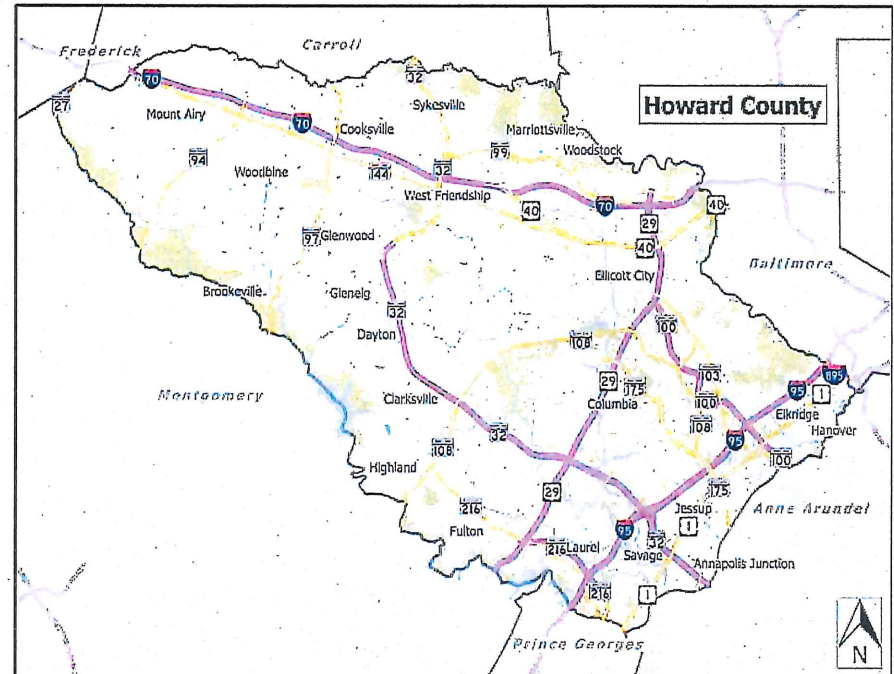 Frederick
Carroll
70
32
27
Mount Airy
Sykesville
Howard County
70
Cooksville
Marriottsville
94
99
Woodstock
Woodbine
144
32
West Friendship
40
70
40
29
97
Glenwood
40
Ellicott City
Baltimore
Brookeville
Glenelg
32
100
Dayton
108
Montgomery
29
175
103
895
Clarksville
Columbia
100
95
1
Elkridge
108
Hanover
108
32
95
100
Highland
175
29
Jessup
Anne Arundel
216
1
Fulton
95
216
Laurel
Savage
32
Annapolis Junction
216
1
Prince Georges
N